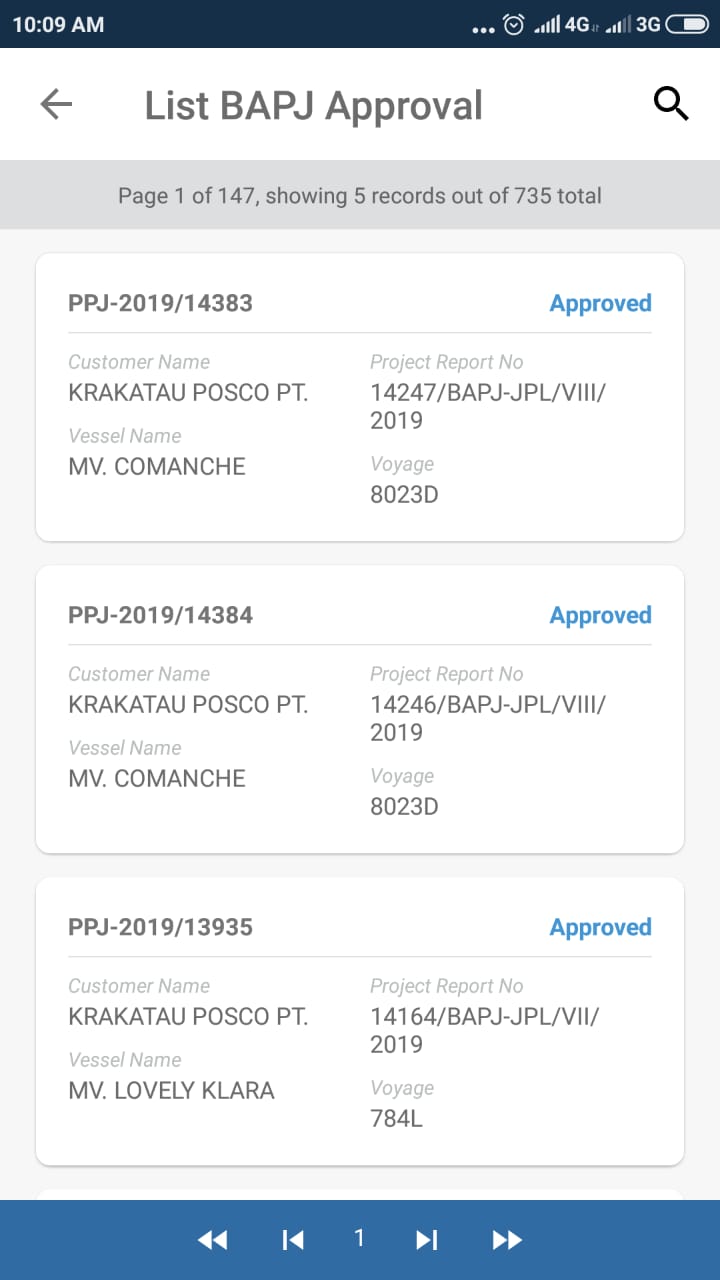 10:09 AM
4G
3G
List BAPJ Approval
Page 1 of 147, showing 5 records out of 735 total
PPJ-2019/14383
Approved
Customer Name
KRAKATAU POSCO PT.
Vessel Name
MV. COMANCHE
Project Report No
14247/BAPJ-JPL/VIII/
2019
Voyage
8023D
PPJ-2019/14384
Approved
Customer Name
KRAKATAU POSCO PT.
Vessel Name
MV. COMANCHE
Project Report No
14246/BAPJ-JPL/VIII/
2019
Voyage
8023D
PPJ-2019/13935
Approved
Customer Name
KRAKATAU POSCO PT.
Vessel Name
MV. LOVELY KLARA
Project Report No
14164/BAPJ-JPL/VII/
2019
Voyage
784L
1